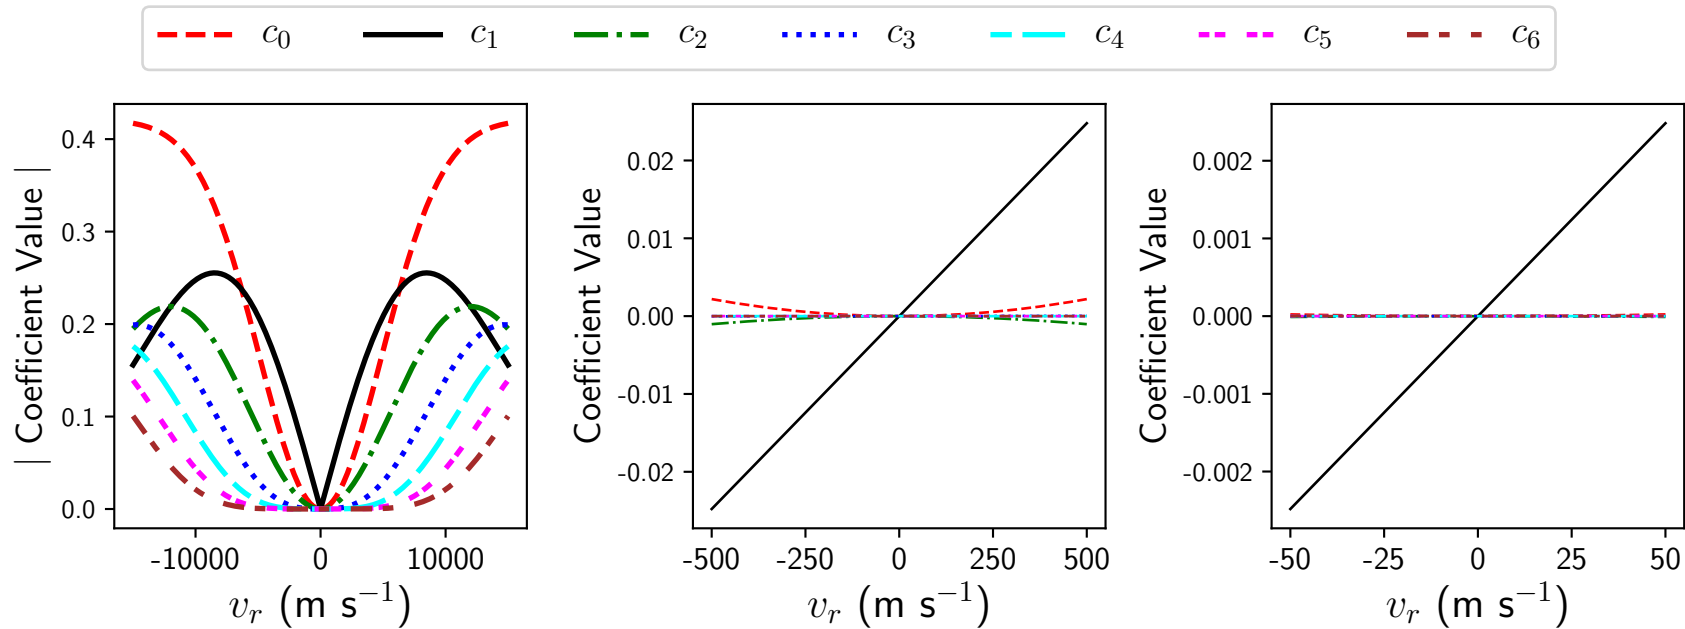 c₀ c₁ c₂ c₃ c₄ c₅ c₆
| Coefficient Value |
0.4
0.3
0.2
0.1
0.0
-10000 0 10000
v_r (m s⁻¹)
Coefficient Value
0.02
0.01
0.00
-0.01
-0.02
-500 -250 0 250 500
v_r (m s⁻¹)
Coefficient Value
0.002
0.001
0.000
-0.001
-0.002
-50 -25 0 25 50
v_r (m s⁻¹)